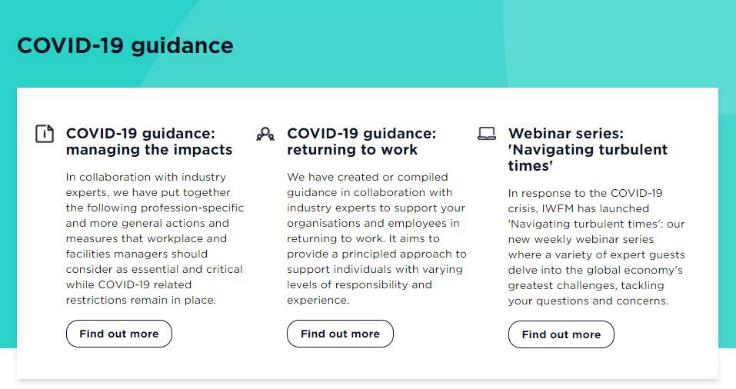 COVID-19 guidance
COVID-19 guidance:
managing the impacts
In collaboration with industry
experts, we have put together
the following profession-specific
and more general actions and
measures that workplace and
facilities managers should
consider as essential and critical
while COVID-19 related
restrictions remain in place.
Find out more
COVID-19 guidance:
returning to work
We have created or compiled
guidance in collaboration with
industry experts to support your
organisations and employees in
returning to work. It aims to
provide a principled approach to
support individuals with varying
levels of responsibility and
experience.
Find out more
Webinar series:
'Navigating turbulent
times'
In response to the COVID-19
crisis, IWFM has launched
'Navigating turbulent times': our
new weekly webinar series
where a variety of expert guests
delve into the global economy's
greatest challenges, tackling
your questions and concerns.
Find out more